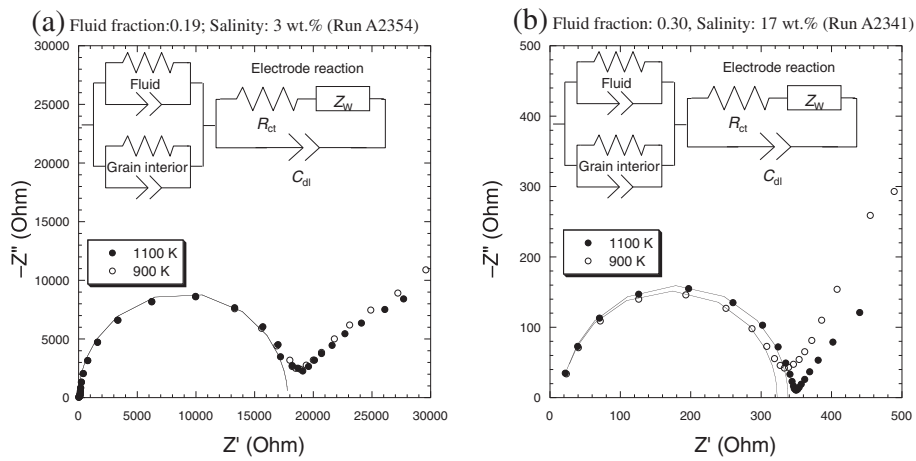 (a) Fluid fraction:0.19; Salinity: 3 wt.% (Run A2354)
30000
25000
20000
15000
10000
5000
0
–Z" (Ohm)
Fluid
Grain interior
Electrode reaction
Rct
ZW
Cdl
1100 K
900 K
0 5000 10000 15000 20000 25000 30000
Z' (Ohm)
(b) Fluid fraction: 0.30, Salinity: 17 wt.% (Run A2341)
500
400
300
200
100
0
–Z" (Ohm)
Fluid
Grain interior
Electrode reaction
Rct
ZW
Cdl
1100 K
900 K
0 100 200 300 400 500
Z' (Ohm)